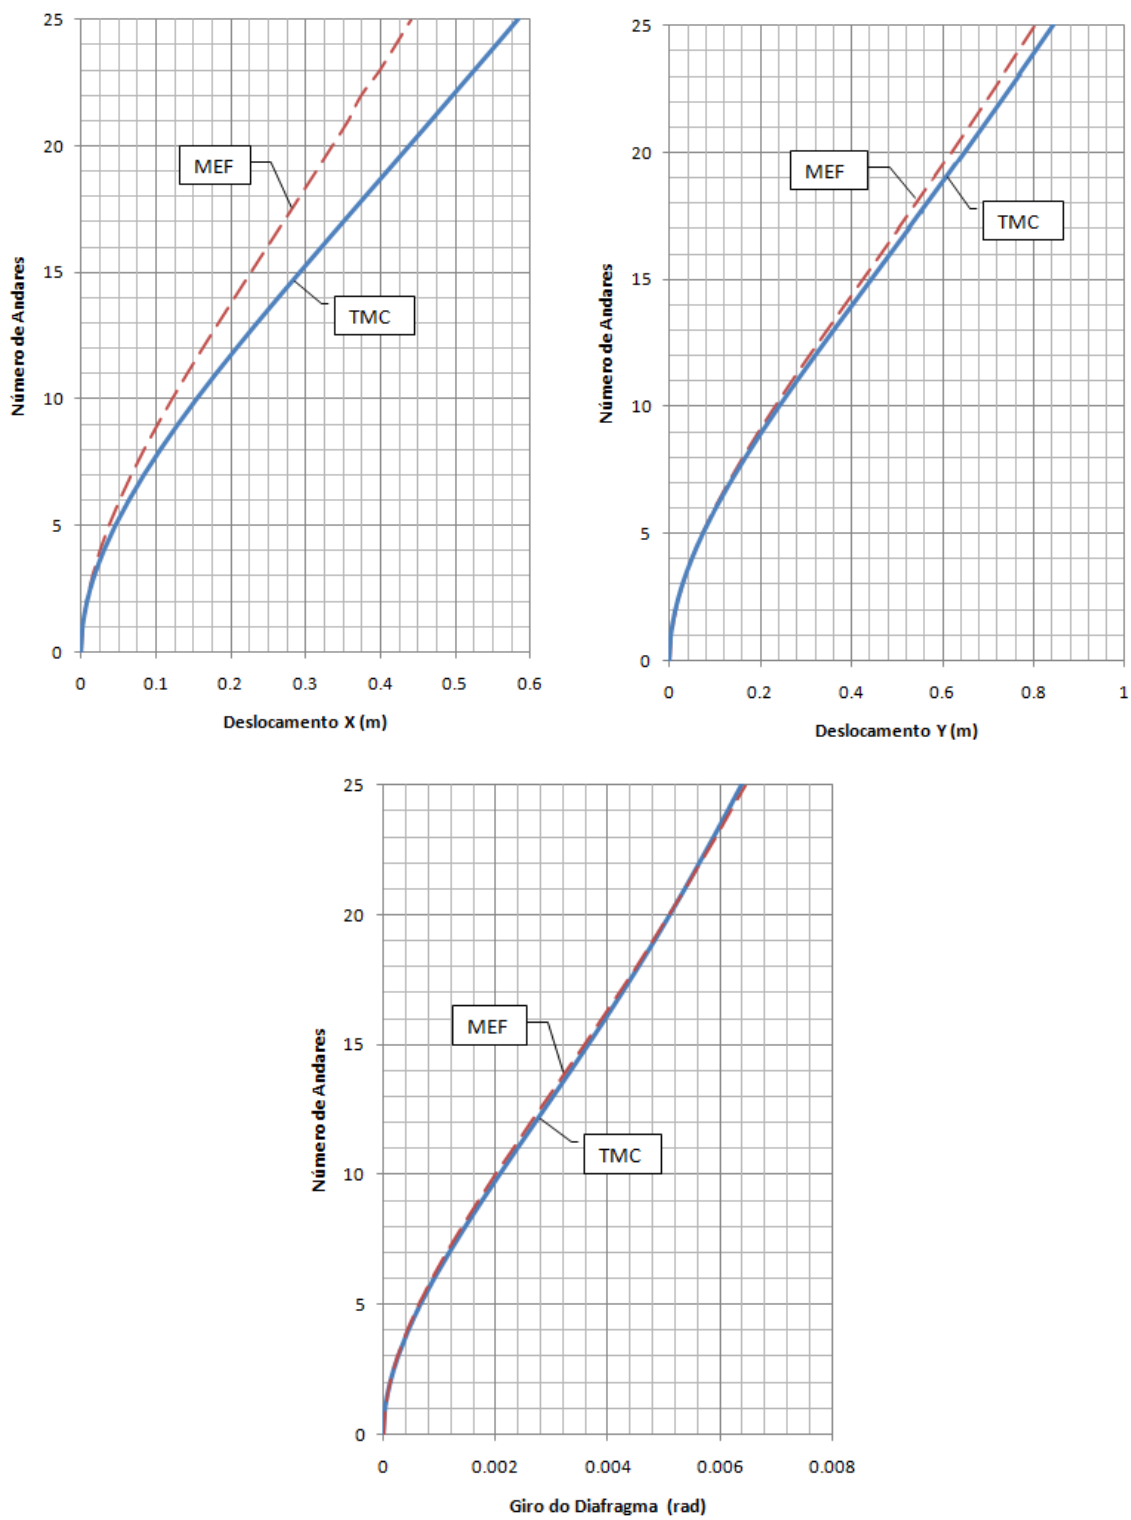 25
20
15
10
5
0
Número de Andares
MEF
TMC
0 0.1 0.2 0.3 0.4 0.5 0.6
Deslocamento X (m)
25
20
15
10
5
0
Número de Andares
MEF
TMC
0 0.2 0.4 0.6 0.8 1
Deslocamento Y (m)
25
20
15
10
5
0
Número de Andares
MEF
TMC
0 0.002 0.004 0.006 0.008
Giro do Diafragma (rad)